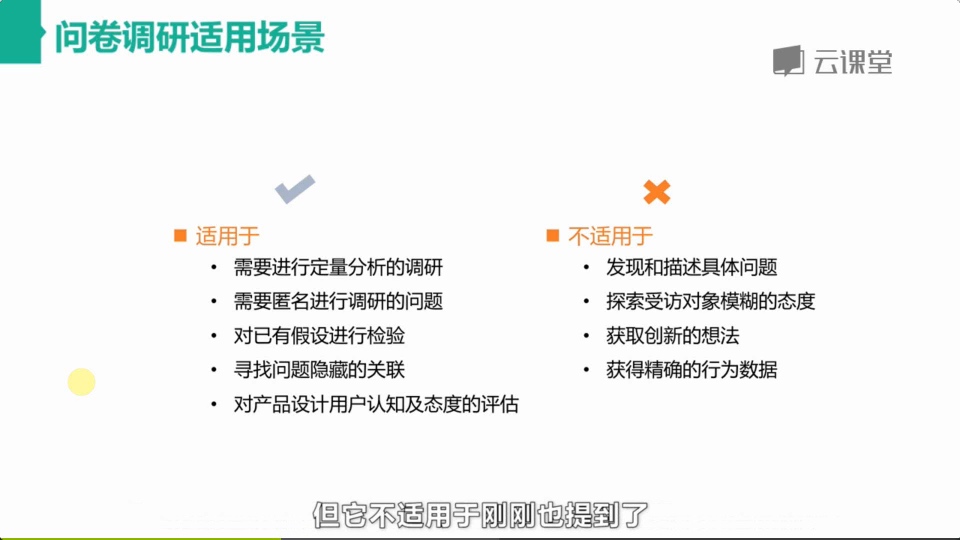 问卷调研适用场景
云课堂
适用于
需要进行定量分析的调研
需要匿名进行调研的问题
对已有假设进行检验
寻找问题隐藏的关联
对产品设计用户认知及态度的评估
不适用于
发现和描述具体问题
探索受访对象模糊的态度
获取创新的想法
获得精确的行为数据
但它不适用于刚刚也提到了